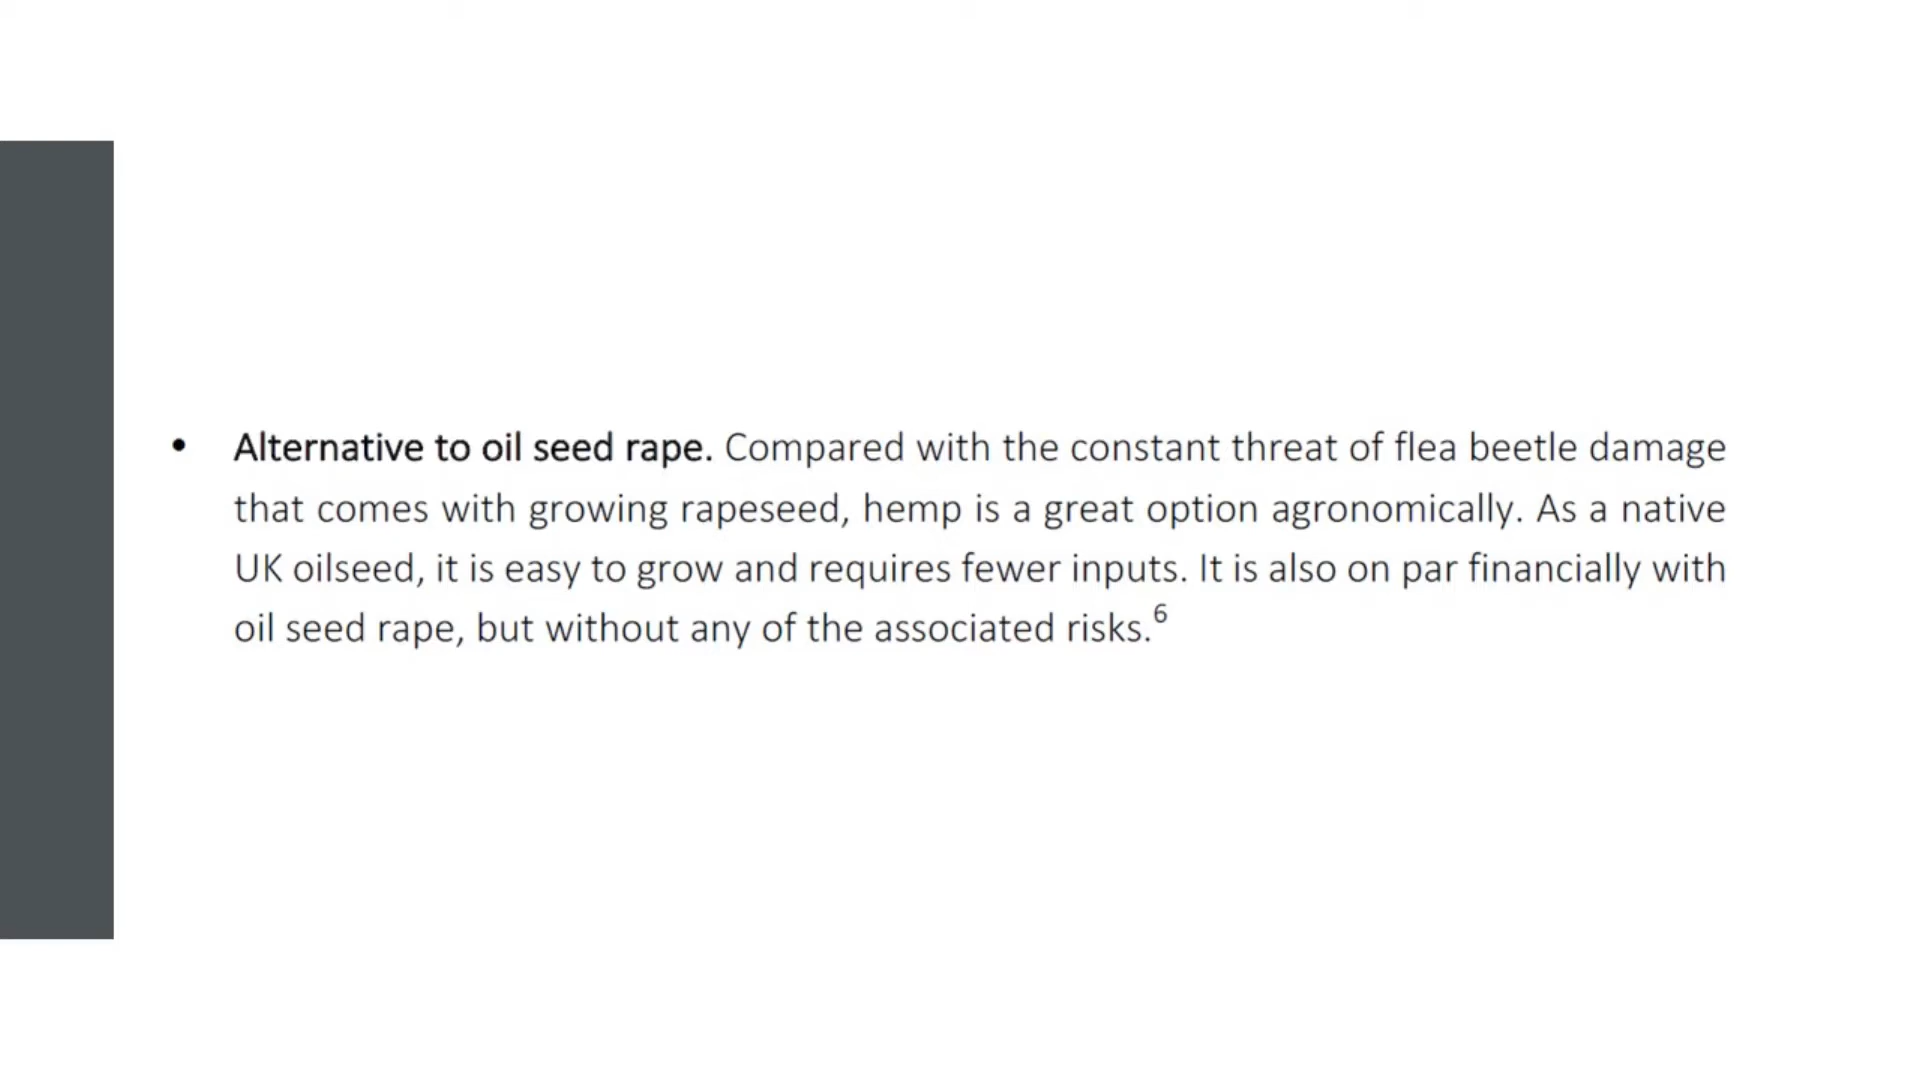 • Alternative to oil seed rape. Compared with the constant threat of flea beetle damage
that comes with growing rapeseed, hemp is a great option agronomically. As a native
UK oilseed, it is easy to grow and requires fewer inputs. It is also on par financially with
oil seed rape, but without any of the associated risks.⁶